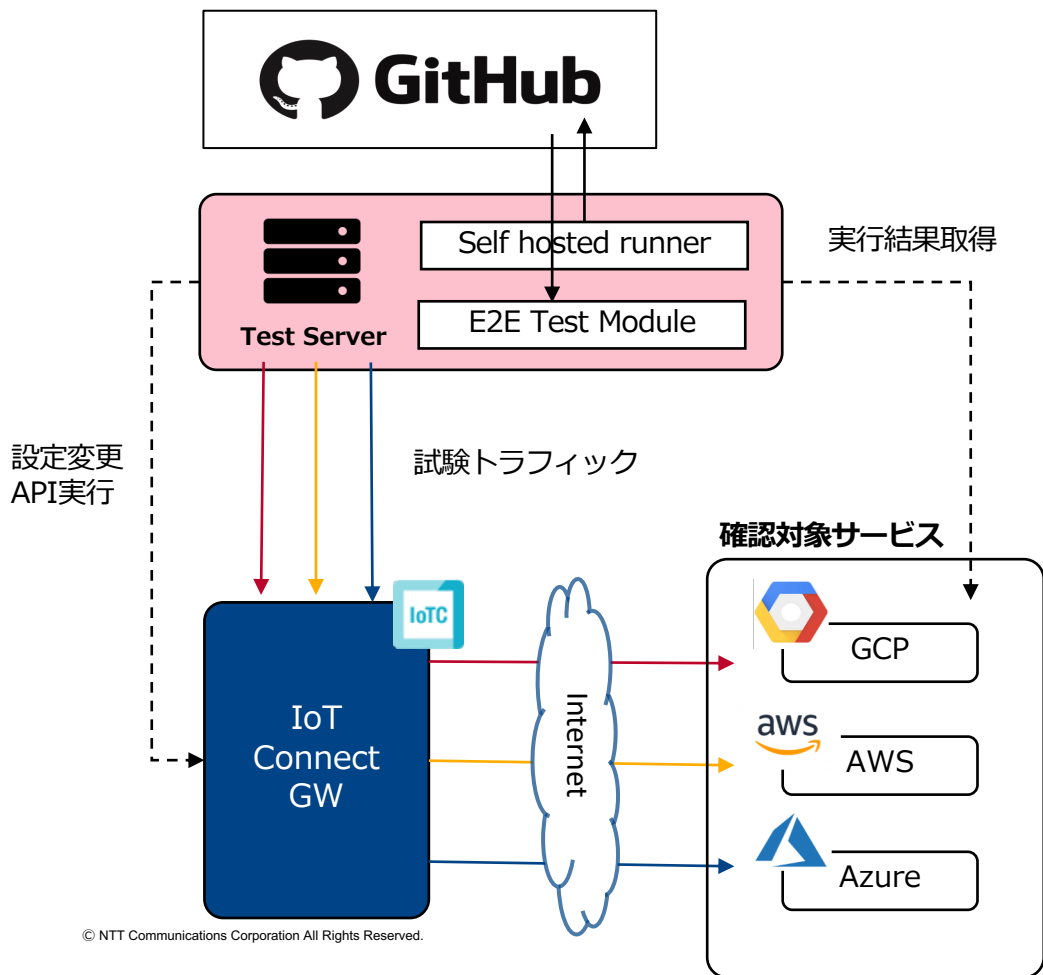 GitHub
Self hosted runner
E2E Test Module
Test Server
実行結果取得
設定変更
API実行
試験トラフィック
確認対象サービス
IoTC
IoT
Connect
GW
Internet
GCP
aws
AWS
Azure
© NTT Communications Corporation All Rights Reserved.